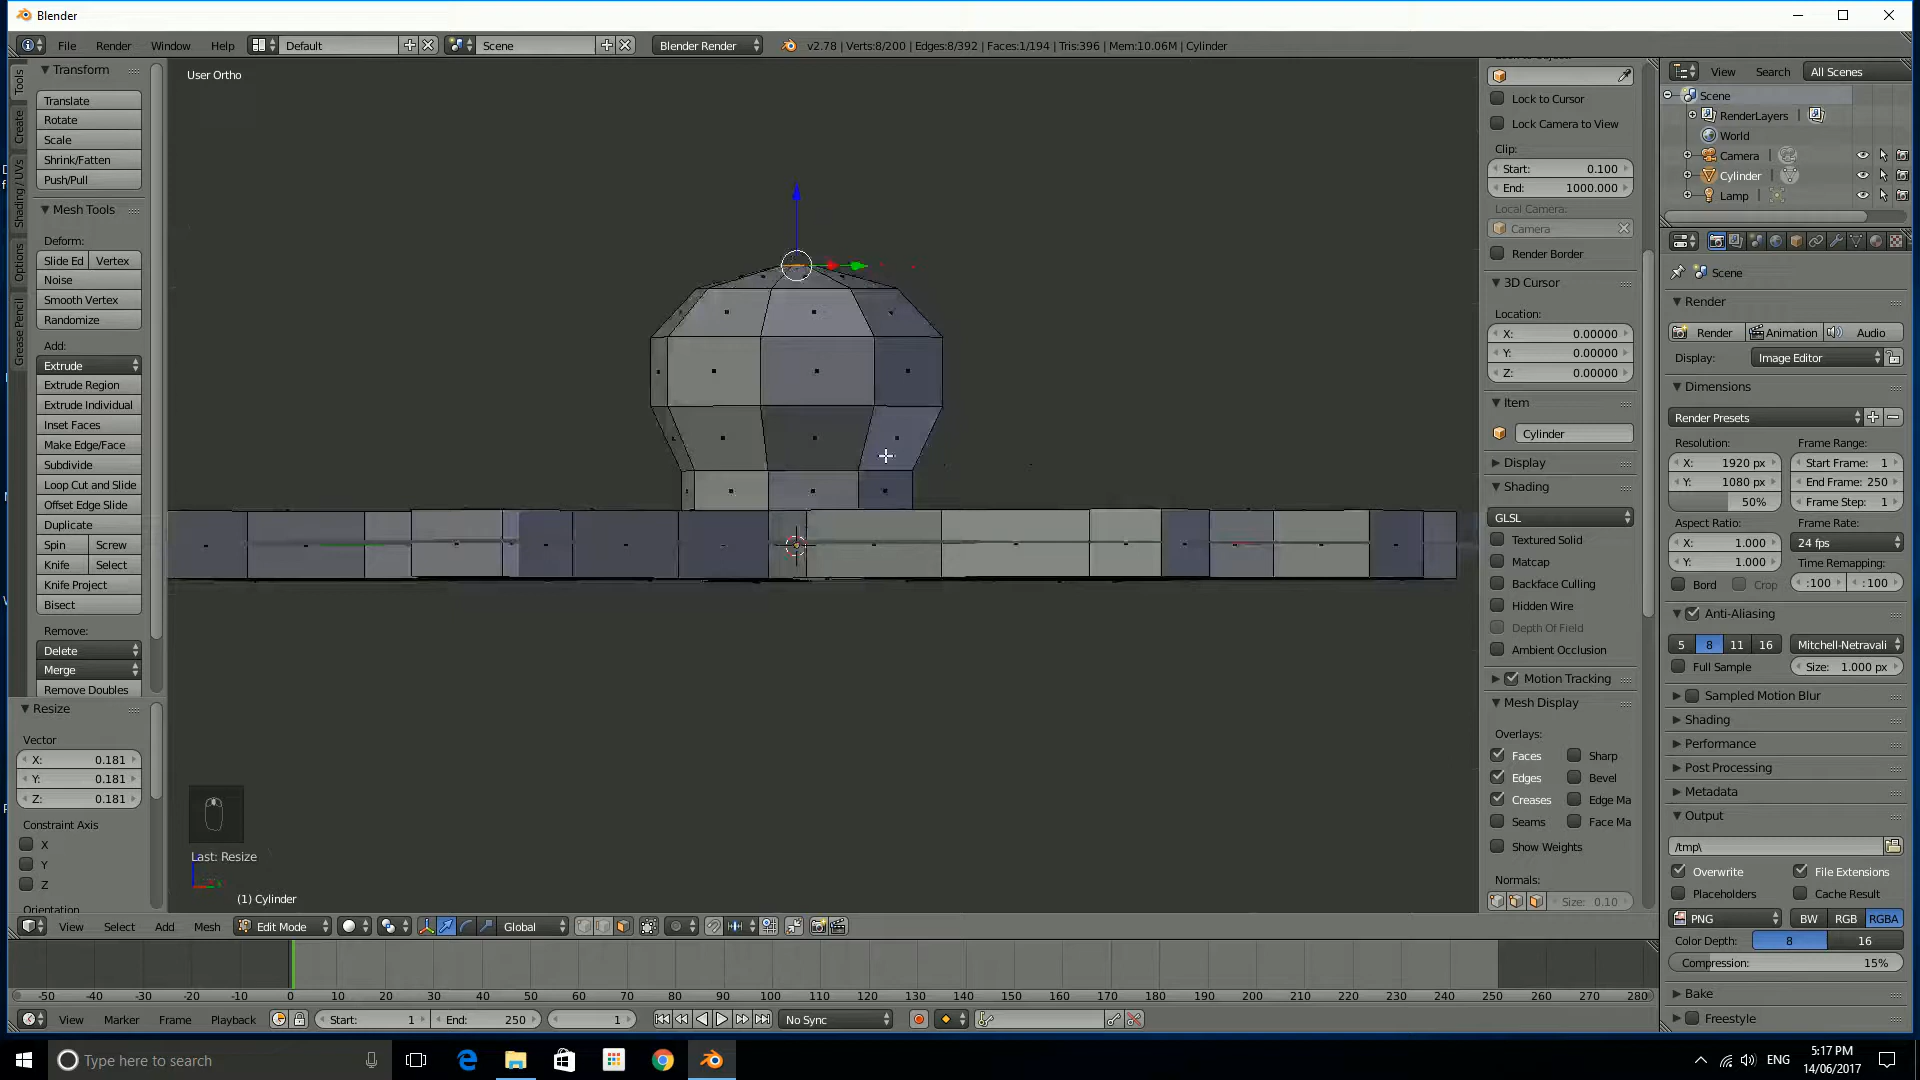 Blender
File Render Window Help Default Scene Blender Render v2.78 | Verts:8/200 | Edges:8/392 | Faces:1/194 | Tris:396 | Mem:10.06M | Cylinder
Tools
Create
Shading / UVs
Options
Grease Pencil
Transform
Translate
Rotate
Scale
Shrink/Fatten
Push/Pull
Mesh Tools
Deform:
Slide Ed Vertex
Noise
Smooth Vertex
Randomize
Add:
Extrude
Extrude Region
Extrude Individual
Inset Faces
Make Edge/Face
Subdivide
Loop Cut and Slide
Offset Edge Slide
Duplicate
Spin Screw
Knife Select
Knife Project
Bisect
Remove:
Delete
Merge
Remove Doubles
Resize
Vector
X: 0.181
Y: 0.181
Z: 0.181
Constraint Axis
X
Y
Z
Orientation
User Ortho
Last: Resize
(1) Cylinder
Lock to Cursor
Lock Camera to View
Clip:
Start: 0.100
End: 1000.000
Local Camera:
Camera
Render Border
3D Cursor
Location:
X: 0.00000
Y: 0.00000
Z: 0.00000
Item
Cylinder
Display
Shading
GLSL
Textured Solid
Matcap
Backface Culling
Hidden Wire
Depth Of Field
Ambient Occlusion
Motion Tracking
Mesh Display
Overlays:
Faces Sharp
Edges Bevel
Creases Edge Ma
Seams Face Ma
Show Weights
Normals:
Size: 0.10
View Search All Scenes
Scene
RenderLayers
World
Camera
Cylinder
Lamp
Scene
Render
Render Animation Audio
Display: Image Editor
Dimensions
Render Presets
Resolution: Frame Range:
X: 1920 px Start Frame: 1
Y: 1080 px End Frame: 250
50% Frame Step: 1
Aspect Ratio: Frame Rate:
X: 1.000 24 fps
Y: 1.000 Time Remapping:
Bord Crop :100 :100
Anti-Aliasing
5 8 11 16 Mitchell-Netravali
Full Sample Size: 1.000 px
Sampled Motion Blur
Shading
Performance
Post Processing
Metadata
Output
/tmp\
Overwrite File Extensions
Placeholders Cache Result
PNG BW RGB RGBA
Color Depth: 8 16
Compression: 15%
Bake
Freestyle
View Select Add Mesh Edit Mode Global
-50 -40 -30 -20 -10 0 10 20 30 40 50 60 70 80 90 100 110 120 130 140 150 160 170 180 190 200 210 220 230 240 250 260 270 280
View Marker Frame Playback Start: 1 End: 250 1 No Sync
Type here to search
ENG
5:17 PM
14/06/2017